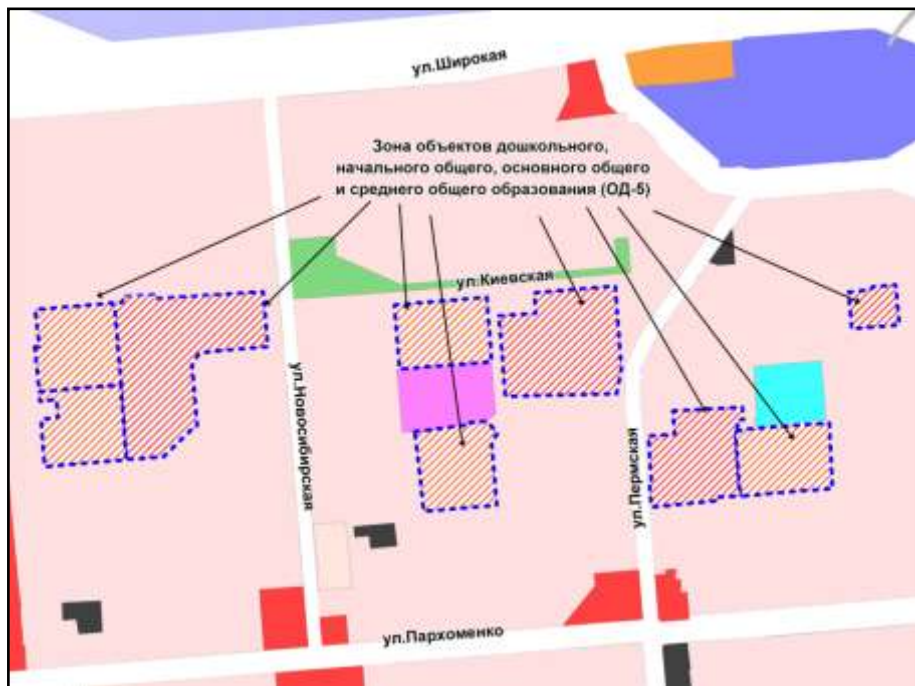 ул.Широкая
Зона объектов дошкольного,
начального общего, основного общего
и среднего общего образования (ОД-5)
ул.Киевская
ул.Новосибирская
ул.Пермская
ул.Пархоменко